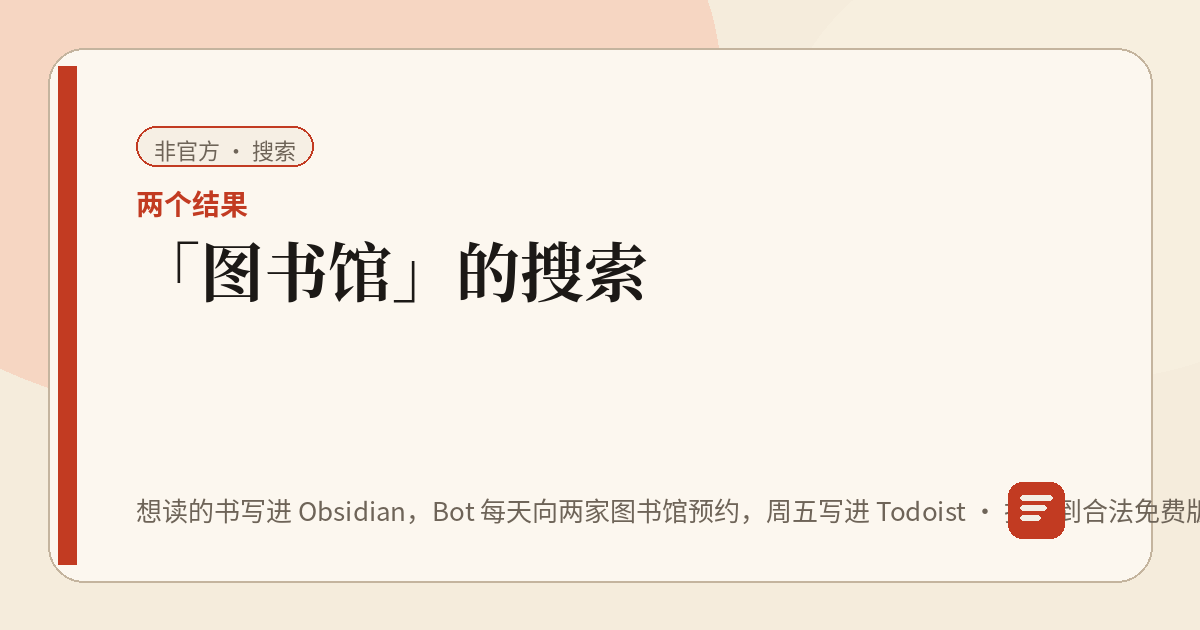 非官方 · 搜索
两个结果
「图书馆」的搜索
想读的书写进 Obsidian，Bot 每天向两家图书馆预约，周五写进 Todoist · 到合法免费